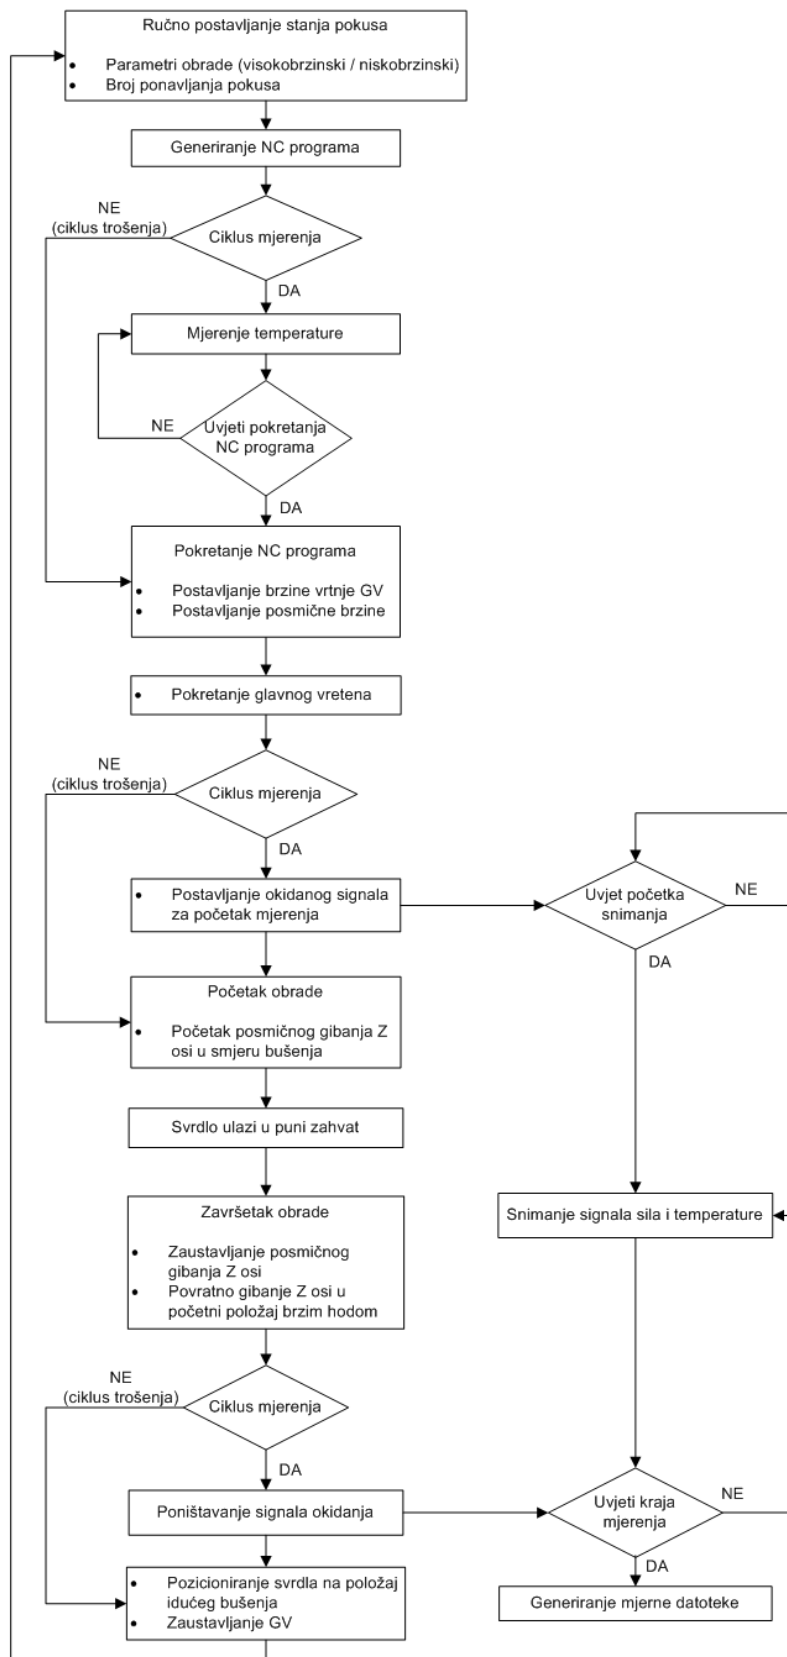 Ručno postavljanje stanja pokusa
• Parametri obrade (visokobrzinski / niskobrzinski)
• Broj ponavljanja pokusa
Generiranje NC programa
NE
(ciklus trošenja)
Ciklus mjerenja
DA
Mjerenje temperature
NE
Uvjeti pokretanja
NC programa
DA
Pokretanje NC programa
• Postavljanje brzine vrtnje GV
• Postavljanje posmične brzine
• Pokretanje glavnog vretena
NE
(ciklus trošenja)
Ciklus mjerenja
DA
• Postavljanje okidanog signala
za početak mjerenja
Uvjet početka
snimanja
NE
DA
Početak obrade
• Početak posmičnog gibanja Z
osi u smjeru bušenja
Svrdlo ulazi u puni zahvat
Završetak obrade
• Zaustavljanje posmičnog
gibanja Z osi
• Povratno gibanje Z osi u
početni položaj brzim hodom
Snimanje signala sila i temperature
NE
(ciklus trošenja)
Ciklus mjerenja
DA
Poništavanje signala okidanja
Uvjeti kraja
mjerenja
NE
DA
• Pozicioniranje svrdla na položaj
idućeg bušenja
• Zaustavljanje GV
Generiranje mjerne datoteke